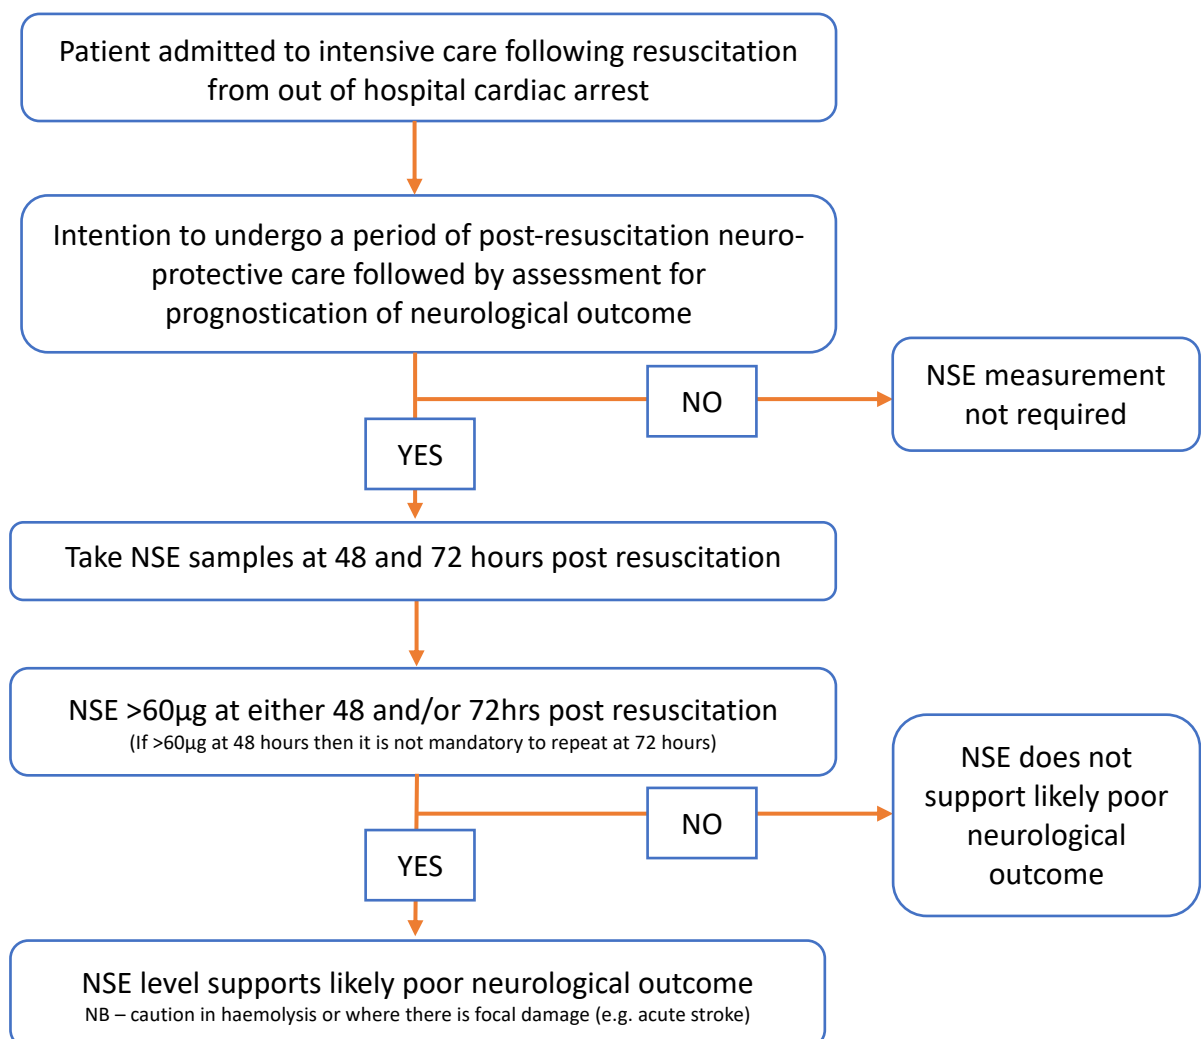 Patient admitted to intensive care following resuscitation
from out of hospital cardiac arrest
Intention to undergo a period of post-resuscitation neuro-
protective care followed by assessment for
prognostication of neurological outcome
NO
NSE measurement
not required
YES
Take NSE samples at 48 and 72 hours post resuscitation
NSE >60µg at either 48 and/or 72hrs post resuscitation
(If >60µg at 48 hours then it is not mandatory to repeat at 72 hours)
NO
NSE does not
support likely poor
neurological
outcome
YES
NSE level supports likely poor neurological outcome
NB – caution in haemolysis or where there is focal damage (e.g. acute stroke)